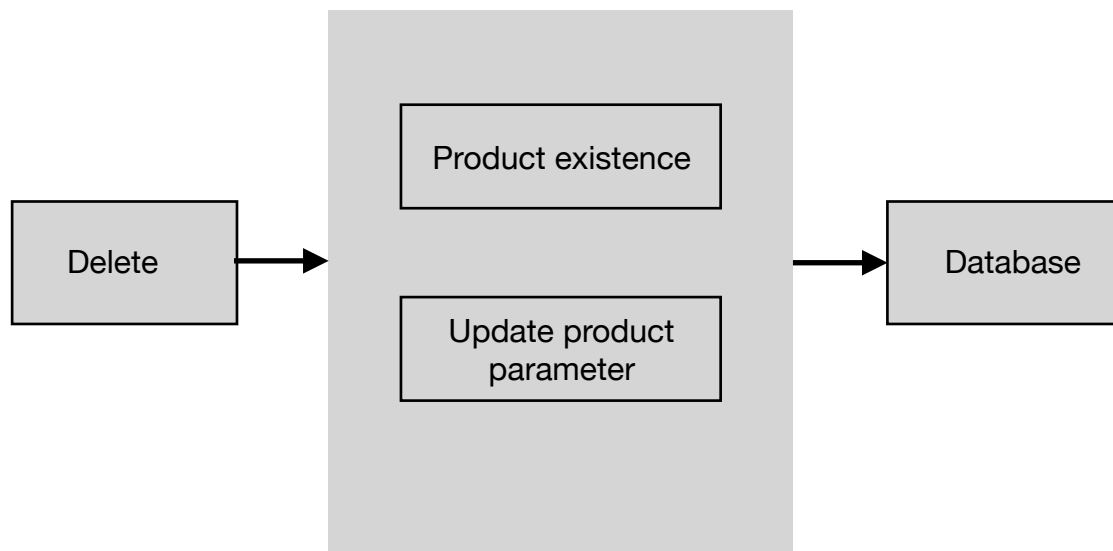 Product existence
Delete
Database
Update product
parameter